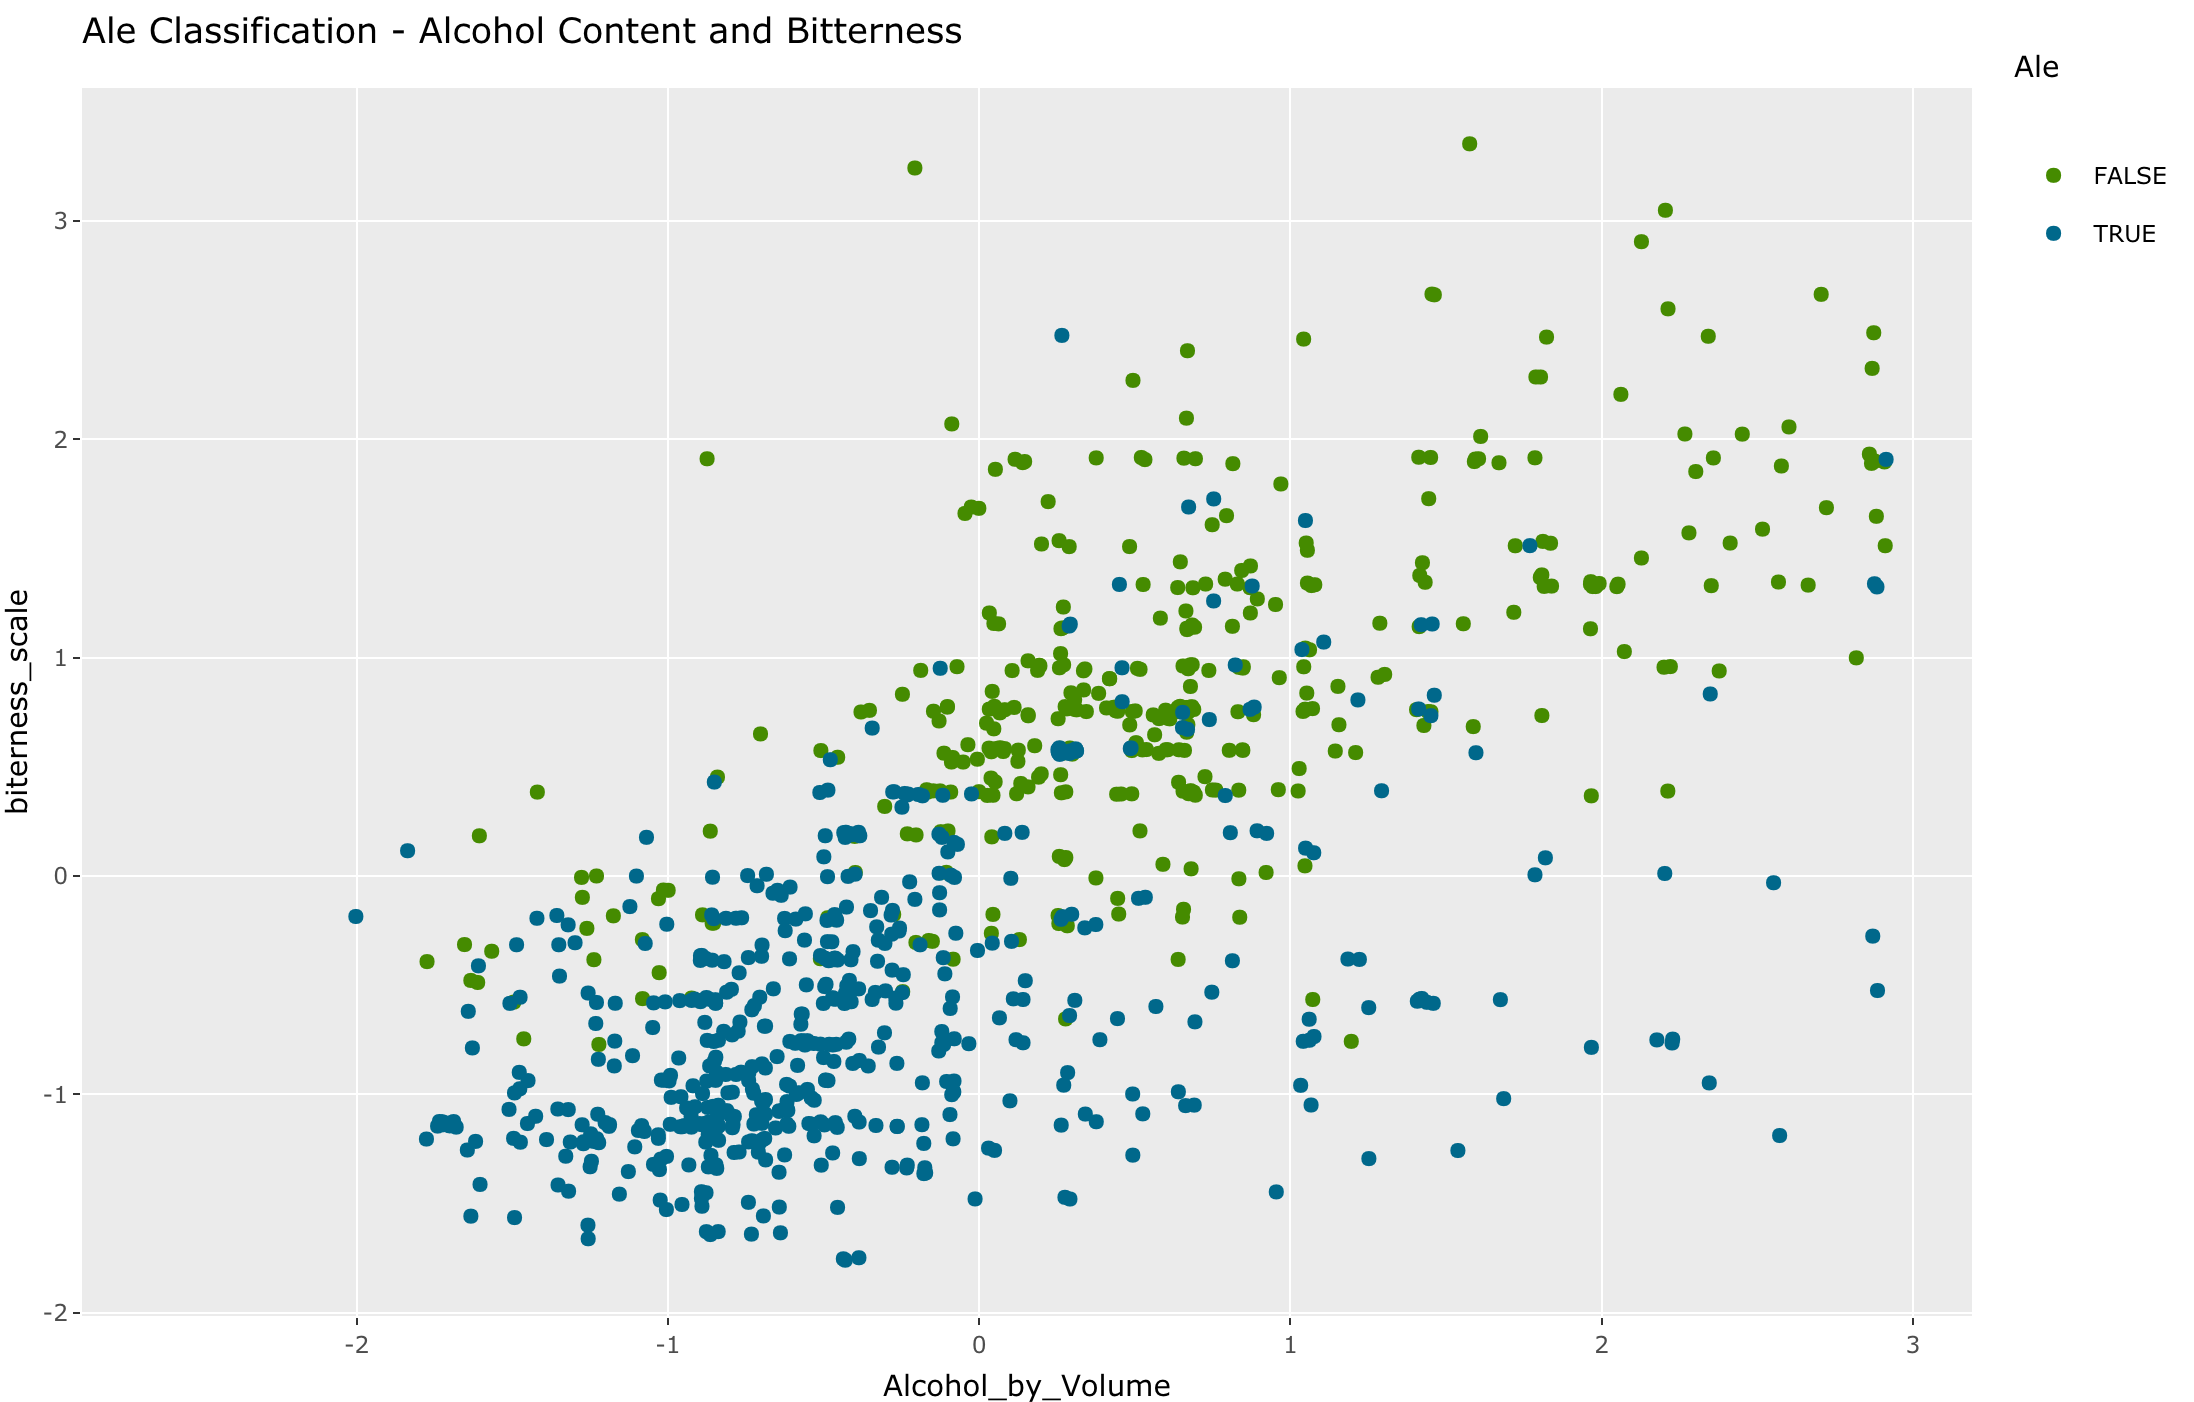 Ale Classification - Alcohol Content and Bitterness
Ale
FALSE
TRUE
biterness_scale
3
2
1
0
-1
-2
-2
-1
0
1
2
3
Alcohol_by_Volume